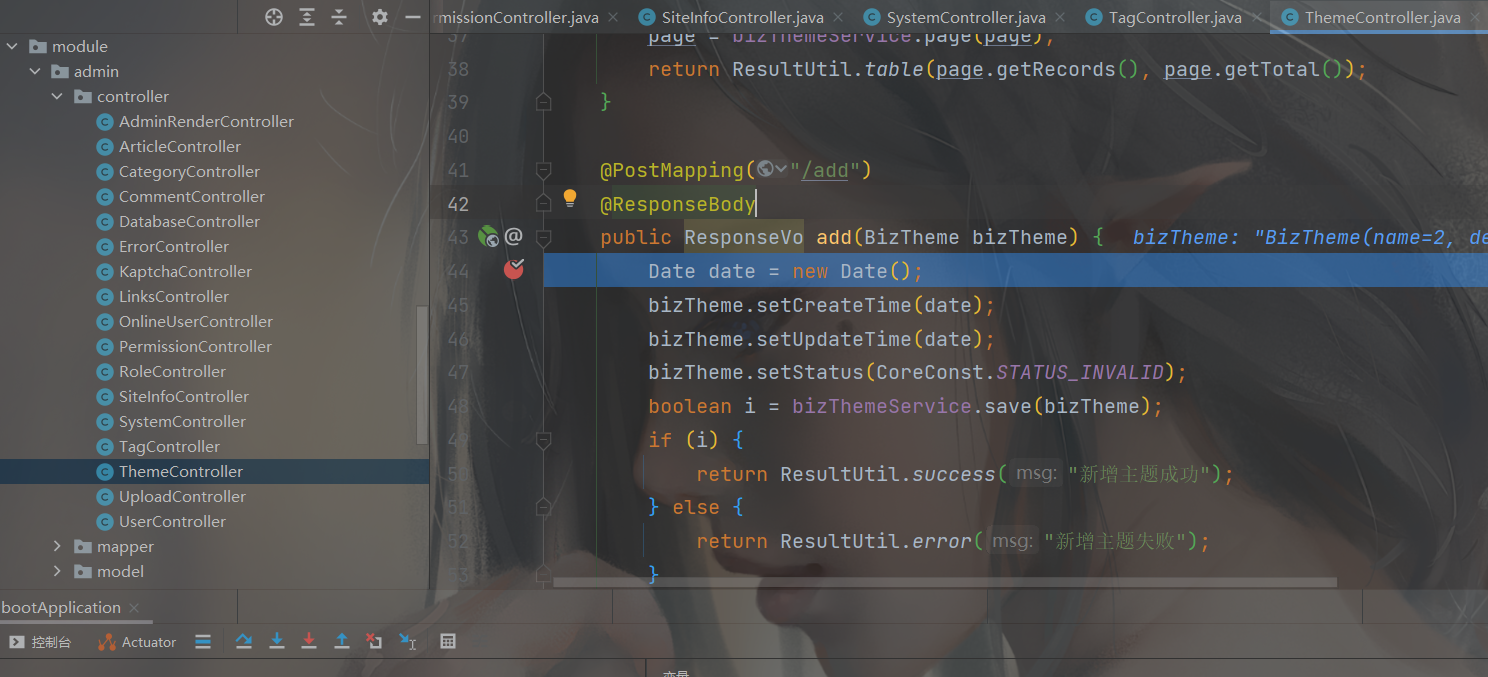 missionController.java
SiteInfoController.java
SystemController.java
TagController.java
ThemeController.java
module
admin
controller
AdminRenderController
ArticleController
CategoryController
CommentController
DatabaseController
ErrorController
KaptchaController
LinksController
OnlineUserController
PermissionController
RoleController
SiteInfoController
SystemController
TagController
ThemeController
UploadController
UserController
mapper
model
37 page = bizThemeService.page(page);
38 return ResultUtil.table(page.getRecords(), page.getTotal());
39 }
40
41 @PostMapping("/add")
42 @ResponseBody
43 public ResponseVo add(BizTheme bizTheme) { bizTheme: "BizTheme(name=2, de
44 Date date = new Date();
45 bizTheme.setCreateTime(date);
46 bizTheme.setUpdateTime(date);
47 bizTheme.setStatus(CoreConst.STATUS_INVALID);
48 boolean i = bizThemeService.save(bizTheme);
49 if (i) {
50 return ResultUtil.success( msg: "新增主题成功");
51 } else {
52 return ResultUtil.error( msg: "新增主题失败");
53 }
bootApplication
控制台
Actuator
变量